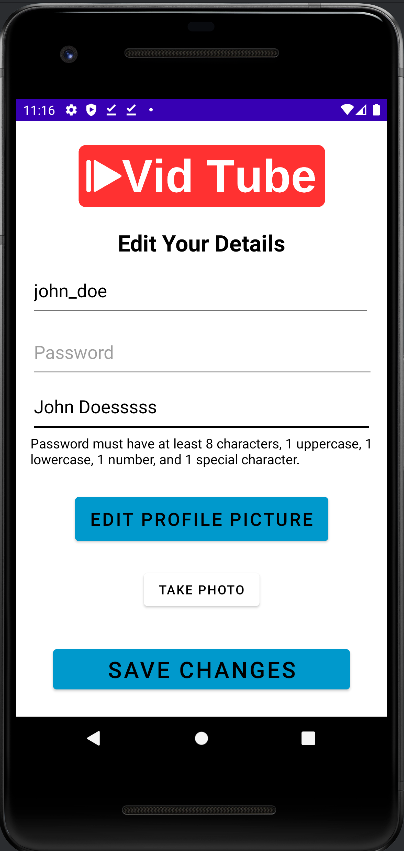 11:16
Vid Tube
Edit Your Details
john_doe
Password
John Doesssss
Password must have at least 8 characters, 1 uppercase, 1
lowercase, 1 number, and 1 special character.
EDIT PROFILE PICTURE
TAKE PHOTO
SAVE CHANGES